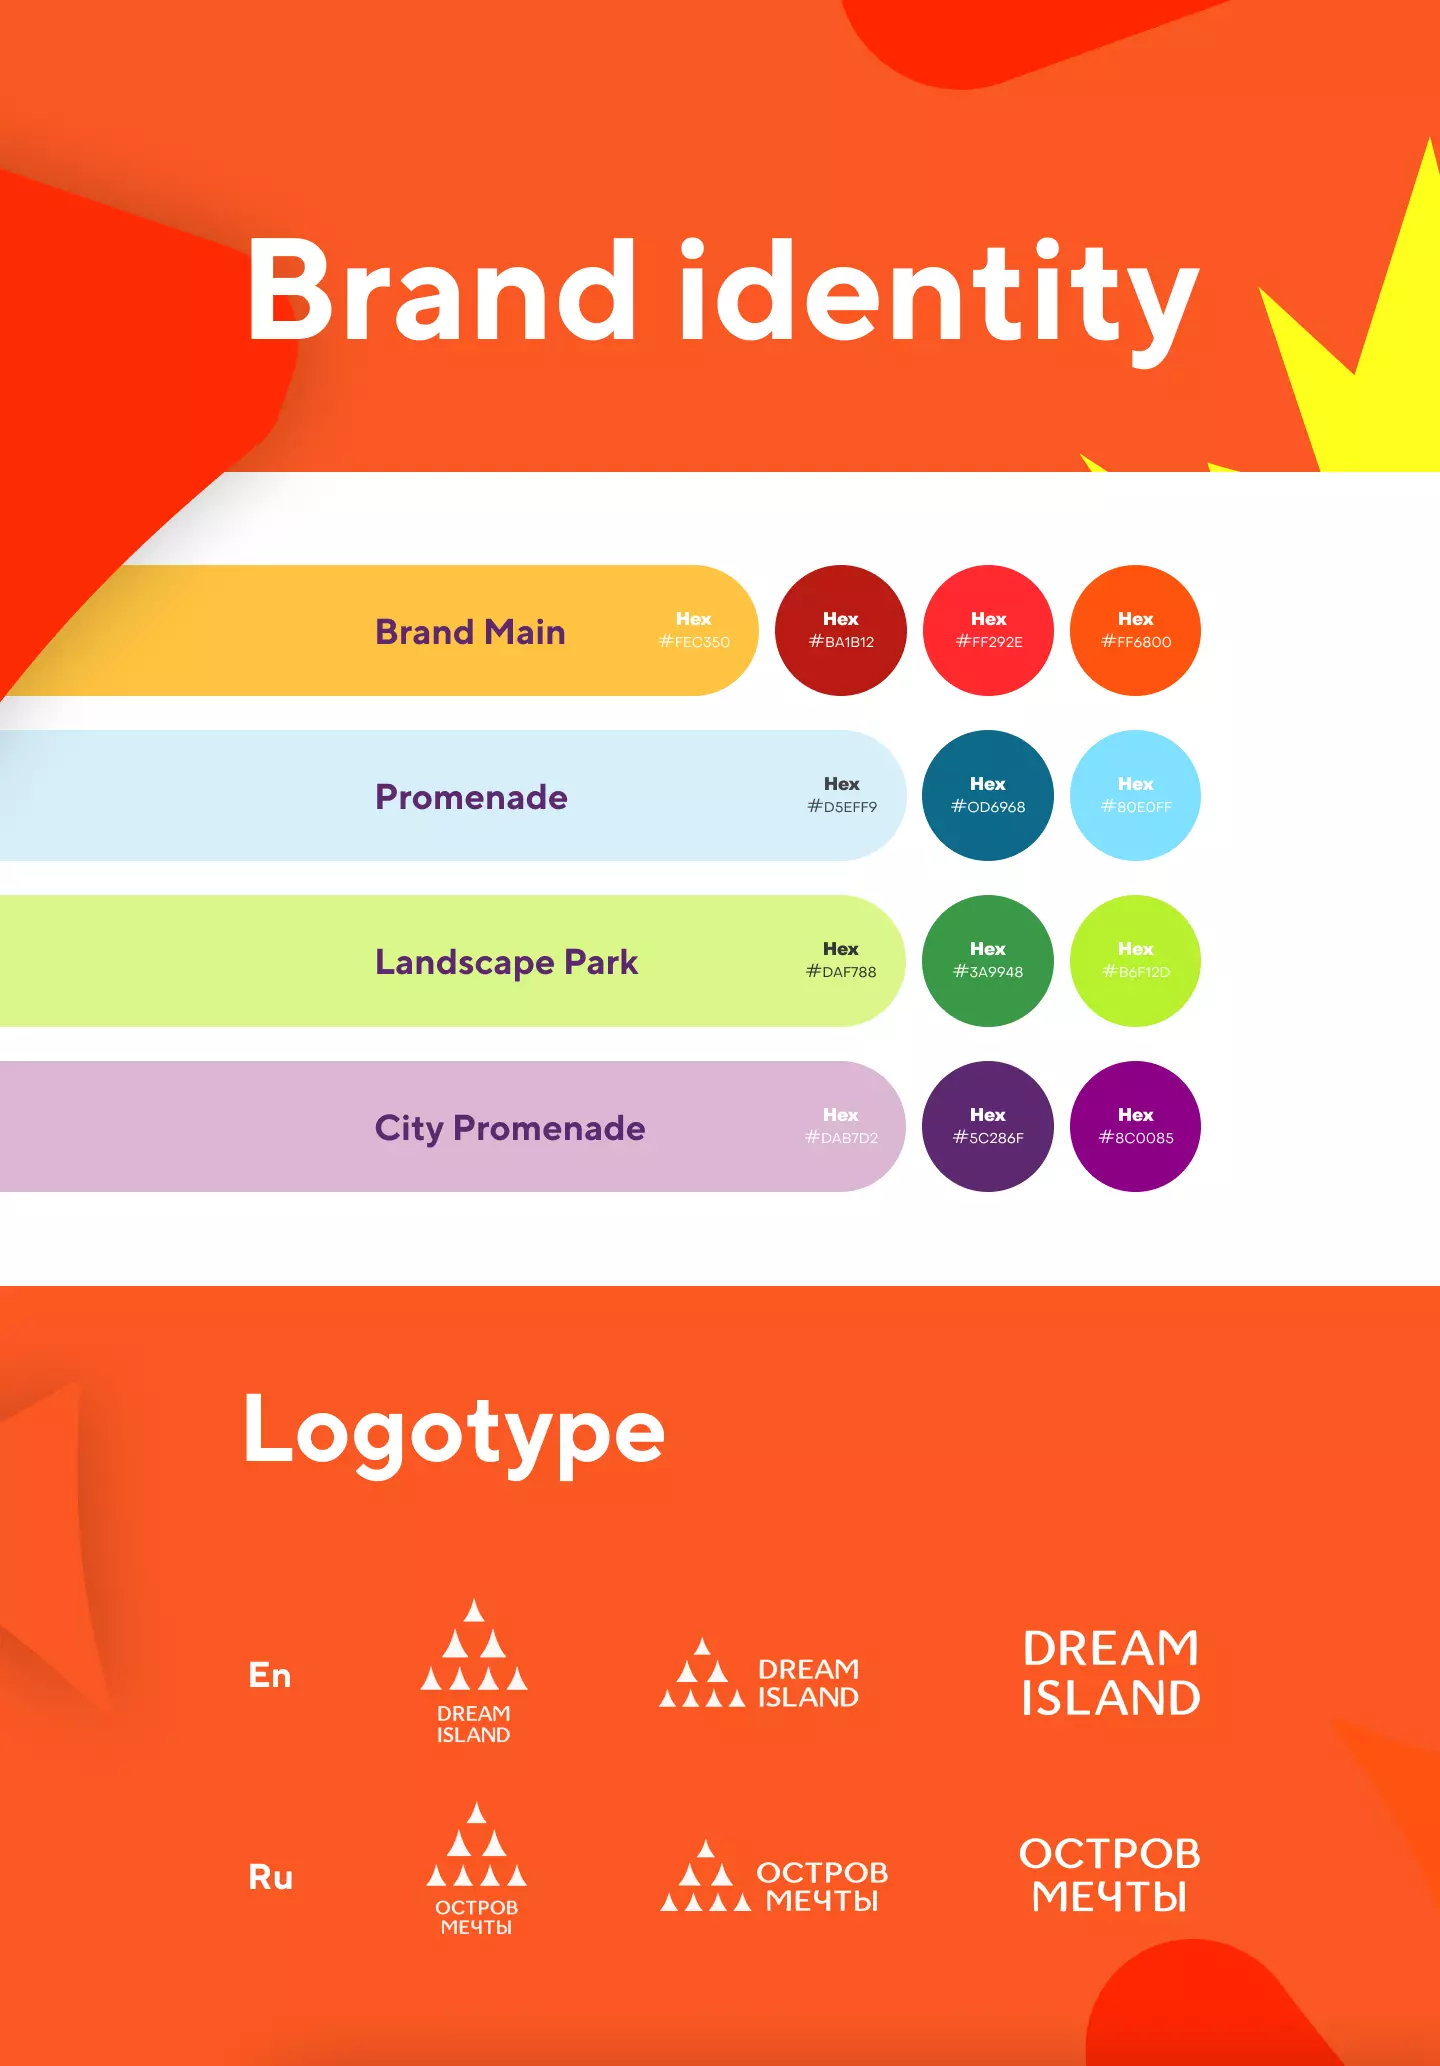 Brand identity
Brand Main
Hex
#FEC350
Hex
#BA1B12
Hex
#FF292E
Hex
#FF6800
Promenade
Hex
#D5EFF9
Hex
#OD6968
Hex
#80E0FF
Landscape Park
Hex
#DAF788
Hex
#3A9948
Hex
#B6F12D
City Promenade
Hex
#DAB7D2
Hex
#5C286F
Hex
#8C0085
Logotype
En
DREAM
ISLAND
DREAM
ISLAND
DREAM
ISLAND
Ru
ОСТРОВ
МЕЧТЫ
ОСТРОВ
МЕЧТЫ
ОСТРОВ
МЕЧТЫ